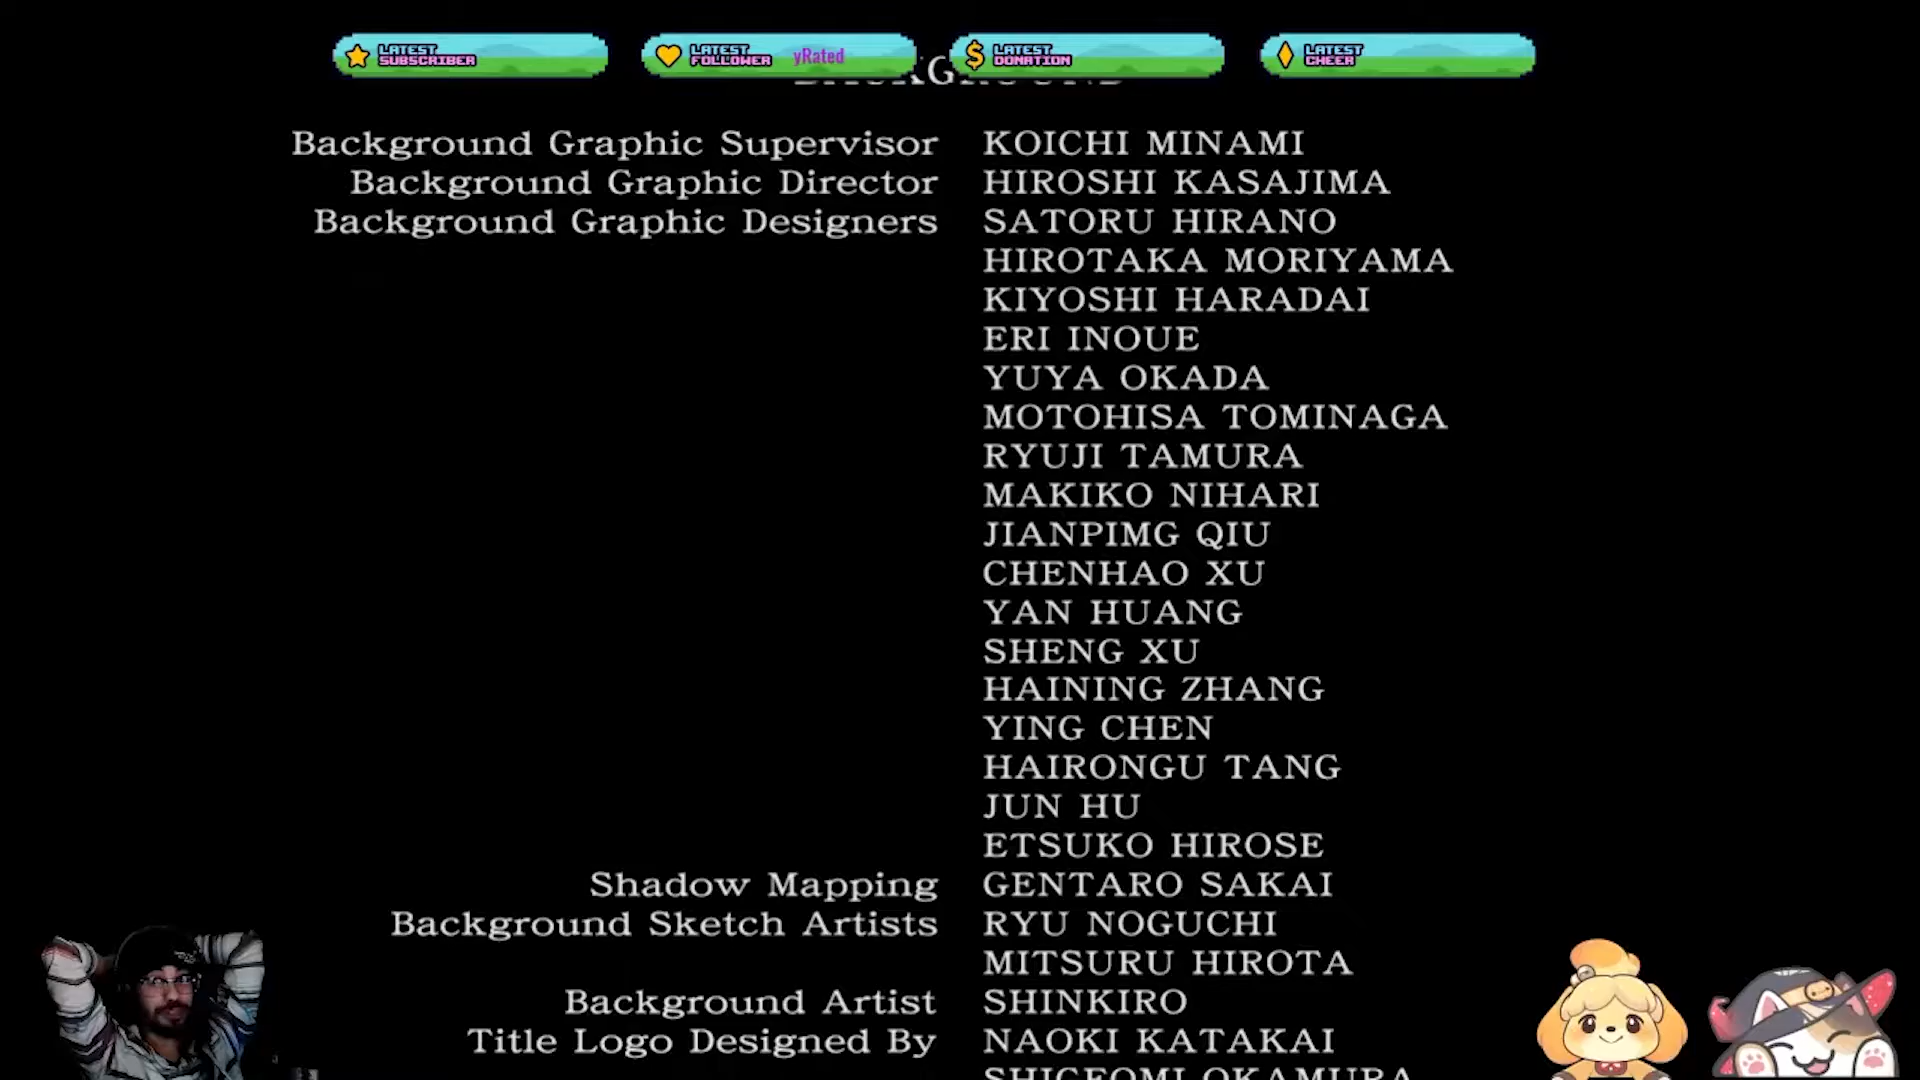 LATEST SUBSCRIBER
LATEST FOLLOWER yRated
LATEST DONATION
LATEST CHEER
BACKGROUND
Background Graphic Supervisor KOICHI MINAMI
Background Graphic Director HIROSHI KASAJIMA
Background Graphic Designers SATORU HIRANO
HIROTAKA MORIYAMA
KIYOSHI HARADAI
ERI INOUE
YUYA OKADA
MOTOHISA TOMINAGA
RYUJI TAMURA
MAKIKO NIHARI
JIANPIMG QIU
CHENHAO XU
YAN HUANG
SHENG XU
HAINING ZHANG
YING CHEN
HAIRONGU TANG
JUN HU
ETSUKO HIROSE
Shadow Mapping GENTARO SAKAI
Background Sketch Artists RYU NOGUCHI
MITSURU HIROTA
Background Artist SHINKIRO
Title Logo Designed By NAOKI KATAKAI
SHIGEOMI OKAMURA